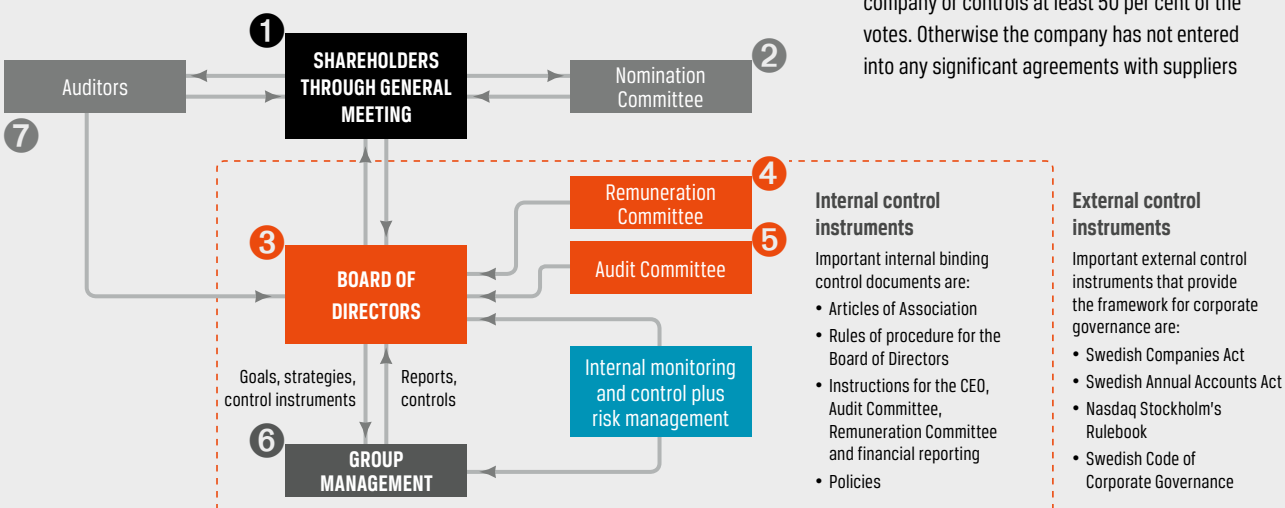 company or controls at least 50 per cent of the
votes. Otherwise the company has not entered
into any significant agreements with suppliers
1
SHAREHOLDERS
THROUGH GENERAL
MEETING
2
Nomination
Committee
Auditors
7
4
Remuneration
Committee
5
Audit Committee
3
BOARD OF
DIRECTORS
Internal monitoring
and control plus
risk management
Goals, strategies,
control instruments
Reports,
controls
6
GROUP
MANAGEMENT
Internal control
instruments
Important internal binding
control documents are:
• Articles of Association
• Rules of procedure for the
Board of Directors
• Instructions for the CEO,
Audit Committee,
Remuneration Committee
and financial reporting
• Policies
External control
instruments
Important external control
instruments that provide
the framework for corporate
governance are:
• Swedish Companies Act
• Swedish Annual Accounts Act
• Nasdaq Stockholm's
Rulebook
• Swedish Code of
Corporate Governance